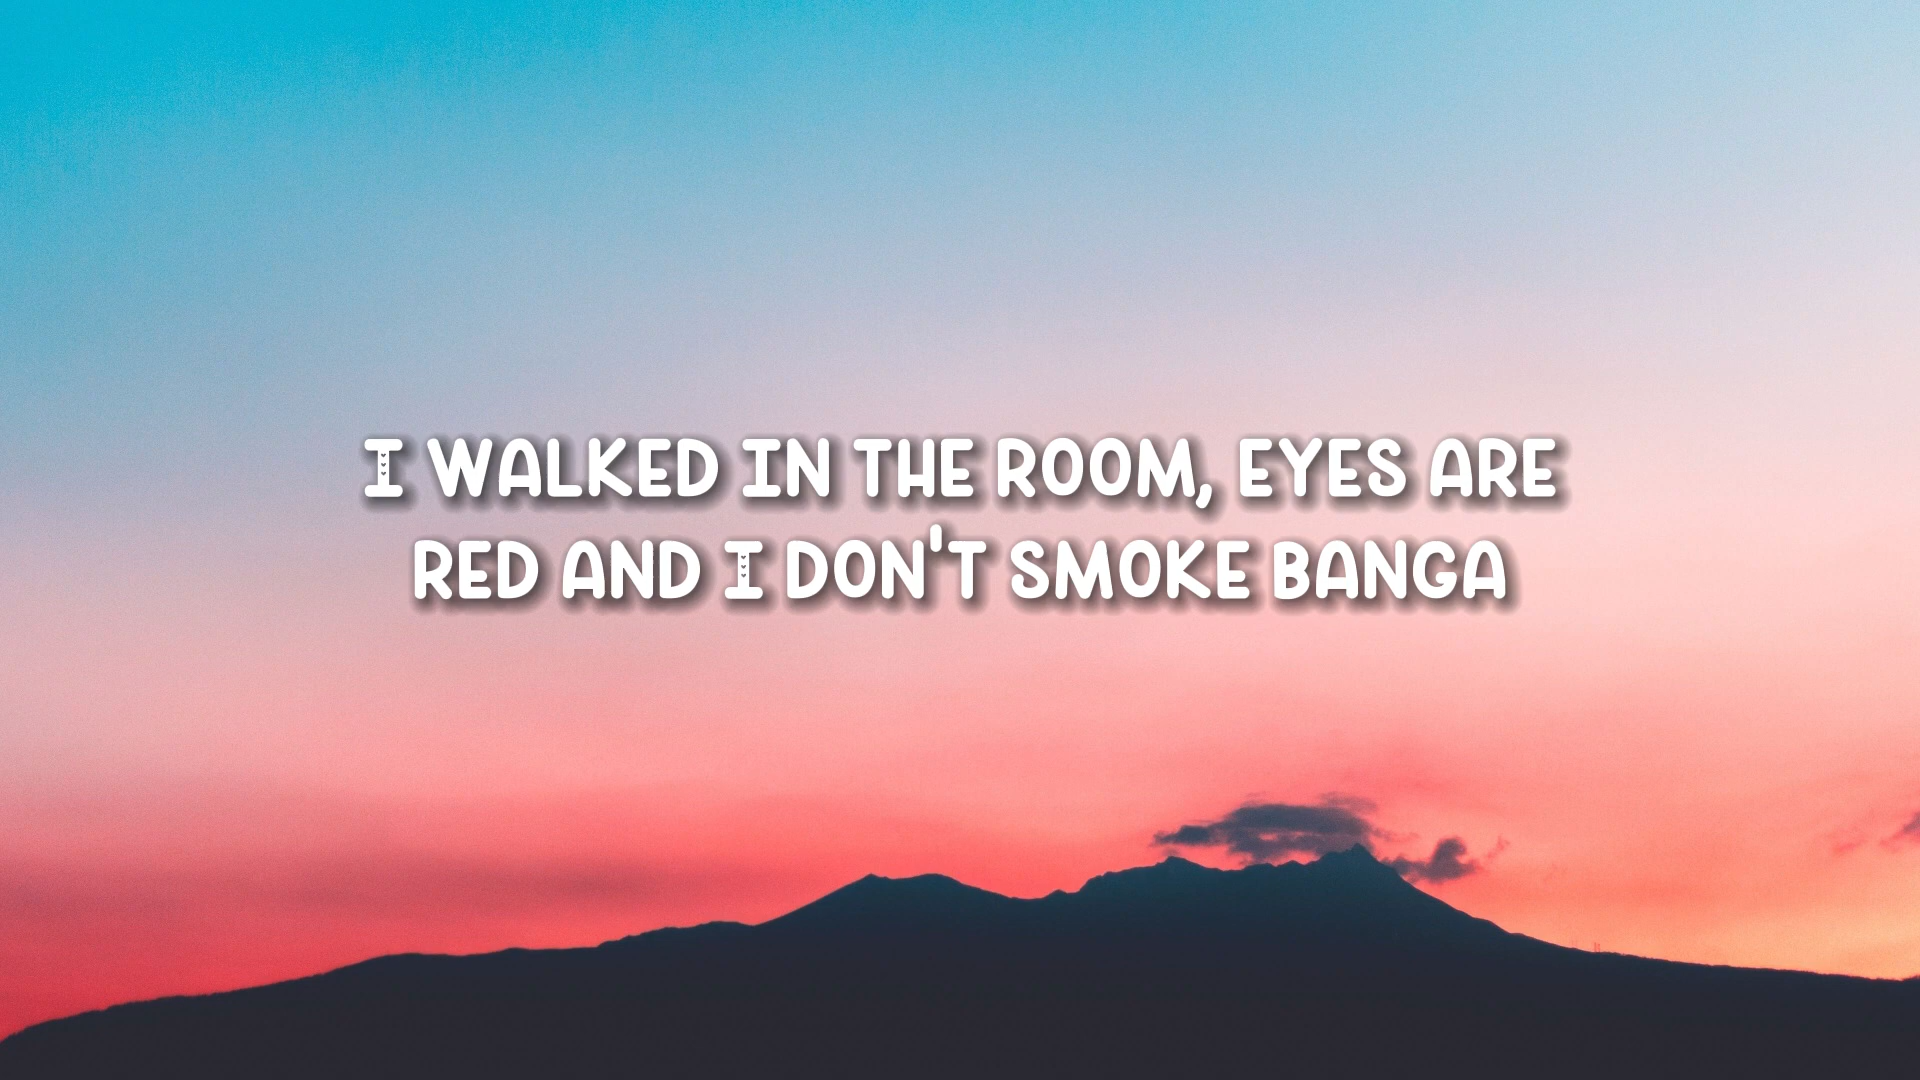 I WALKED IN THE ROOM, EYES ARE
RED AND I DON'T SMOKE BANGA